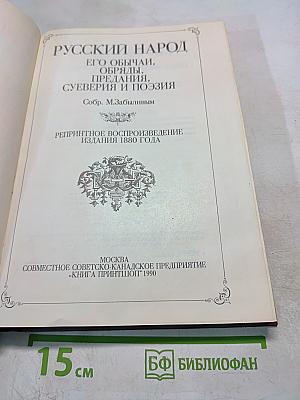 РУССКИЙ НАРОД
ЕГО ОБЫЧАИ,
ОБРЯДЫ,
ПРЕДАНИЯ,
СУЕВЕРИЯ И ПОЭЗИЯ
Собр. М.Забылиным
РЕПРИНТНОЕ ВОСПРОИЗВЕДЕНИЕ
ИЗДАНИЯ 1880 ГОДА
МОСКВА
СОВМЕСТНОЕ СОВЕТСКО-КАНАДСКОЕ ПРЕДПРИЯТИЕ
«КНИГА ПРИНТШОП» 1990
15 см
БФ БИБЛИОФАН